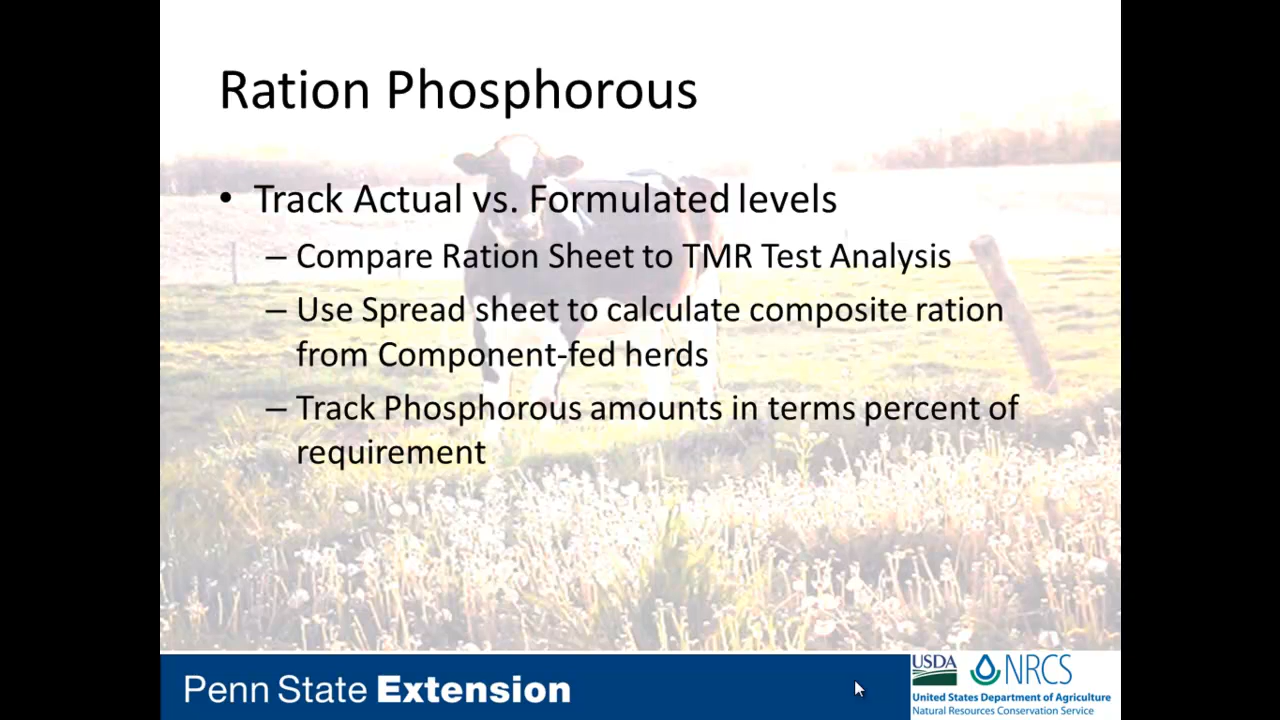 Ration Phosphorous
• Track Actual vs. Formulated levels
– Compare Ration Sheet to TMR Test Analysis
– Use Spread sheet to calculate composite ration
from Component-fed herds
– Track Phosphorous amounts in terms percent of
requirement
Penn State Extension
USDA NRCS
United States Department of Agriculture
Natural Resources Conservation Service